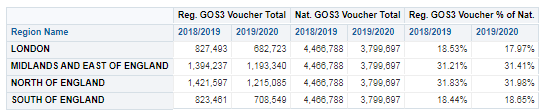 Reg. GOS3 Voucher Total Nat. GOS3 Voucher Total Reg. GOS3 Voucher % of Nat.
Region Name 2018/2019 2019/2020 2018/2019 2019/2020 2018/2019 2019/2020
LONDON 827,493 682,723 4,466,788 3,799,697 18.53% 17.97%
MIDLANDS AND EAST OF ENGLAND 1,394,237 1,193,340 4,466,788 3,799,697 31.21% 31.41%
NORTH OF ENGLAND 1,421,597 1,215,085 4,466,788 3,799,697 31.83% 31.98%
SOUTH OF ENGLAND 823,461 708,549 4,466,788 3,799,697 18.44% 18.65%